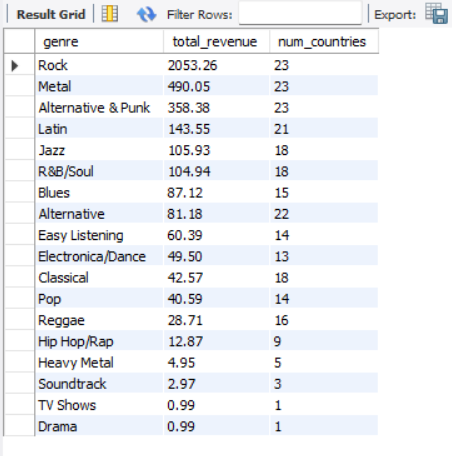 Result Grid Filter Rows: Export:
genre total_revenue num_countries
Rock 2053.26 23
Metal 490.05 23
Alternative & Punk 358.38 23
Latin 143.55 21
Jazz 105.93 18
R&B/Soul 104.94 18
Blues 87.12 15
Alternative 81.18 22
Easy Listening 60.39 14
Electronica/Dance 49.50 13
Classical 42.57 18
Pop 40.59 14
Reggae 28.71 16
Hip Hop/Rap 12.87 9
Heavy Metal 4.95 5
Soundtrack 2.97 3
TV Shows 0.99 1
Drama 0.99 1